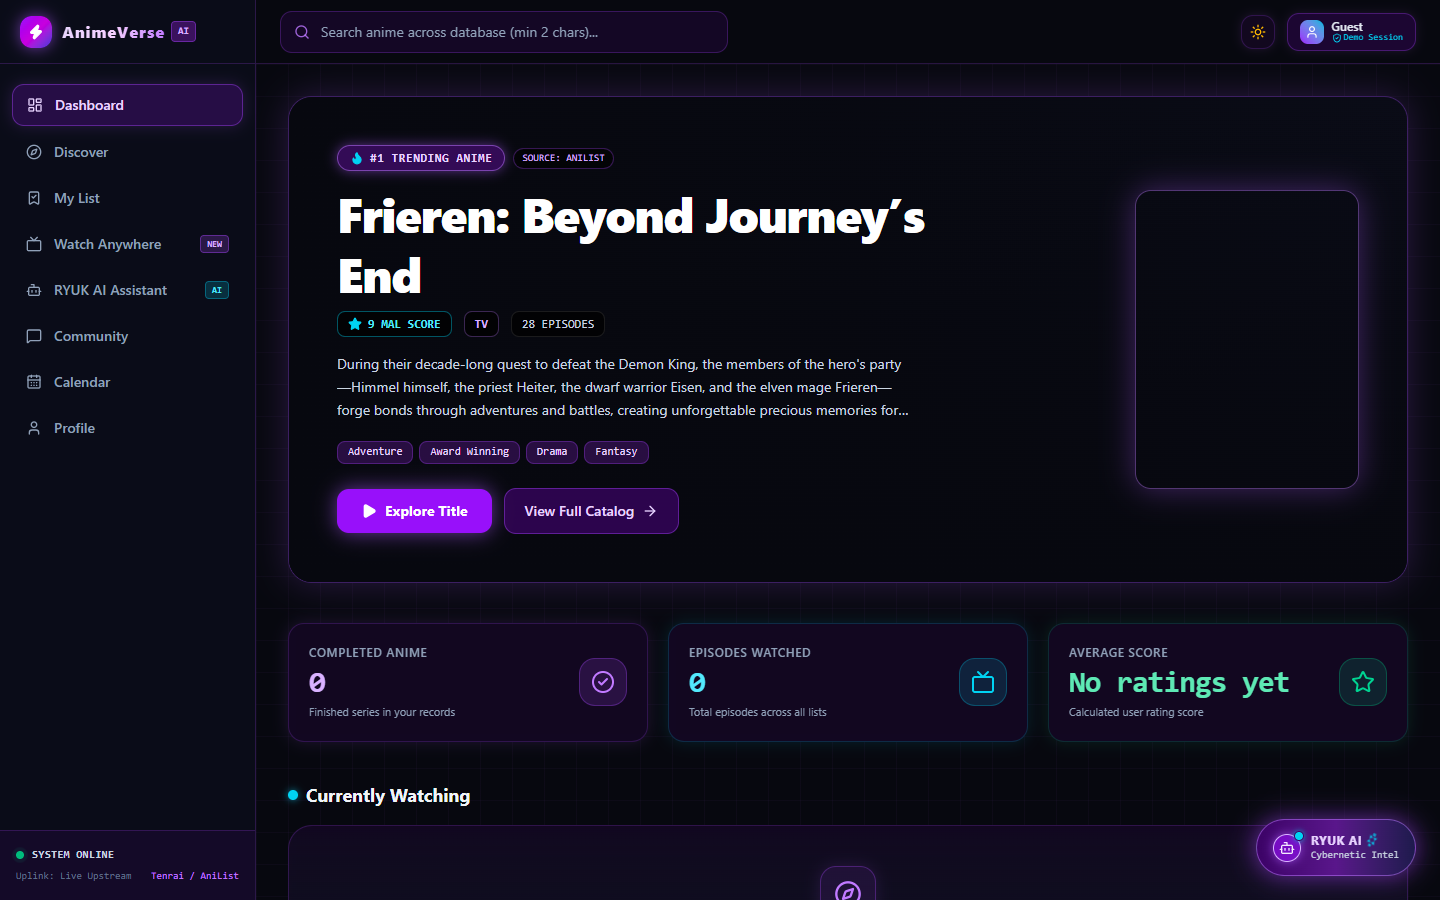 AnimeVerse AI
Search anime across database (min 2 chars)...
Guest
Demo Session
Dashboard
Discover
My List
Watch Anywhere NEW
RYUK AI Assistant AI
Community
Calendar
Profile
SYSTEM ONLINE
Uplink: Live Upstream Tenrai / AniList
#1 TRENDING ANIME SOURCE: ANILIST
Frieren: Beyond Journey’s
End
9 MAL SCORE TV 28 EPISODES
During their decade-long quest to defeat the Demon King, the members of the hero's party
—Himmel himself, the priest Heiter, the dwarf warrior Eisen, and the elven mage Frieren—
forge bonds through adventures and battles, creating unforgettable precious memories for...
Adventure Award Winning Drama Fantasy
Explore Title View Full Catalog
COMPLETED ANIME
0
Finished series in your records
EPISODES WATCHED
0
Total episodes across all lists
AVERAGE SCORE
No ratings yet
Calculated user rating score
Currently Watching
RYUK AI
Cybernetic Intel